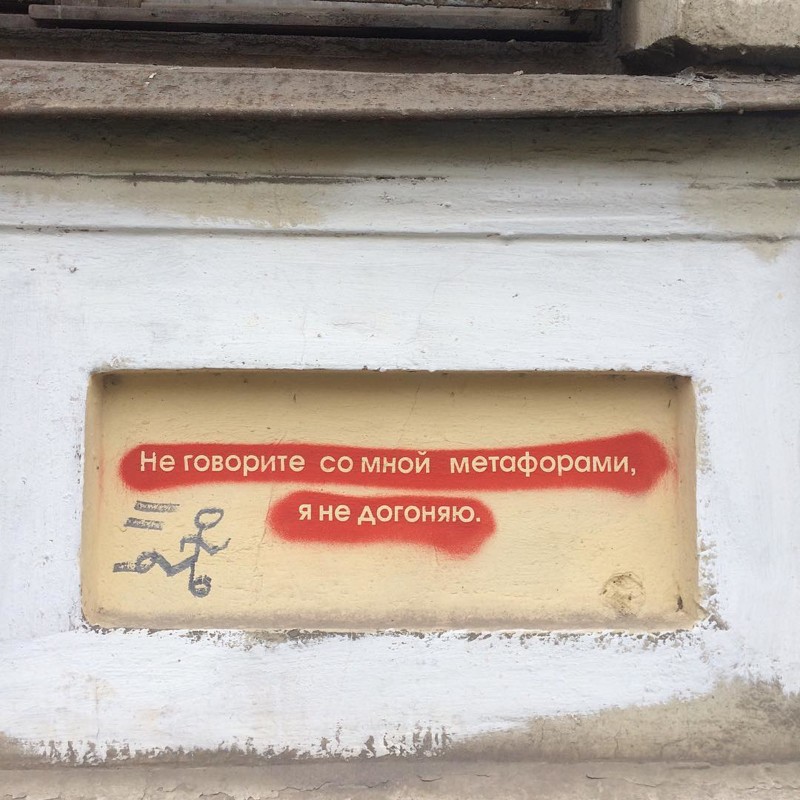 Не говорите со мной метафорами,
я не догоняю.